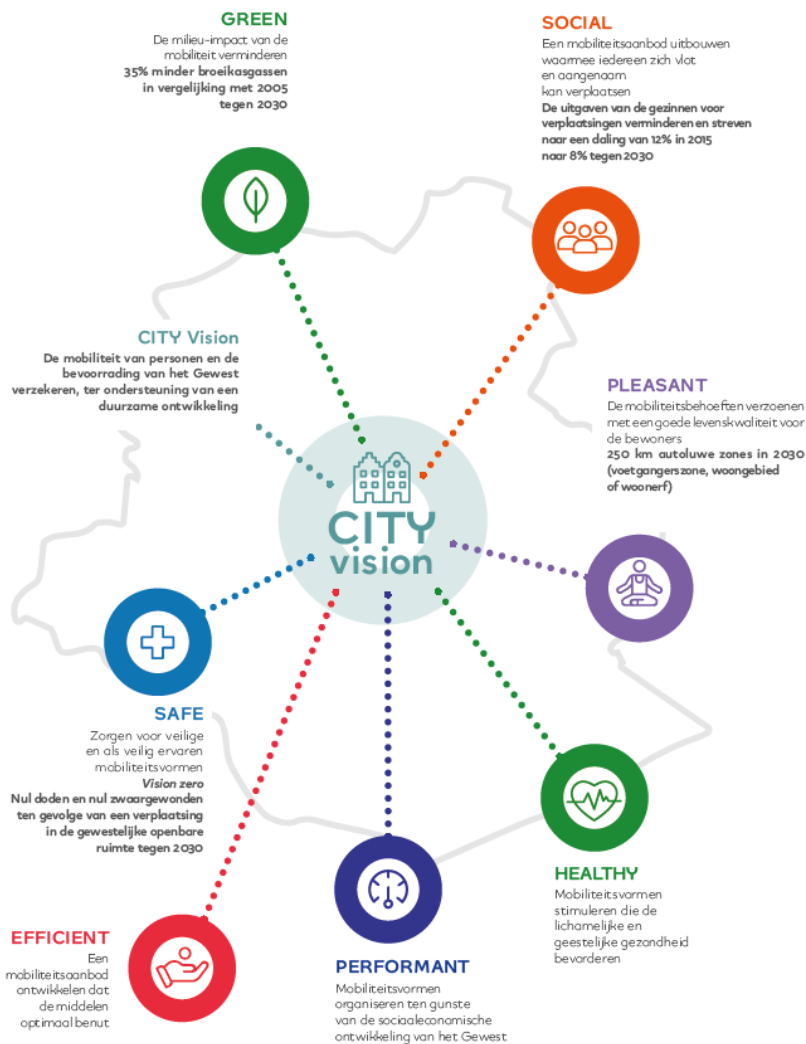 GREEN
De milieu-impact van de
mobiliteit verminderen
35% minder broeikasgassen
in vergelijking met 2005
tegen 2030
SOCIAL
Een mobiliteitsaanbod uitbouwen
waarmee iedereen zich vlot
en aangenaam
kan verplaatsen
De uitgaven van de gezinnen voor
verplaatsingen verminderen en streven
naar een daling van 12% in 2015
naar 8% tegen 2030
CITY Vision
De mobiliteit van personen en de
bevoorrading van het Gewest
verzekeren, ter ondersteuning van een
duurzame ontwikkeling
PLEASANT
De mobiliteitsbehoeften verzoenen
met een goede levenskwaliteit voor
de bewoners
250 km autoluwe zones in 2030
(voetgangerszone, woongebied
of woonerf)
CITY
vision
SAFE
Zorgen voor veilige
en als veilig ervaren
mobiliteitsvormen
Vision zero
Nul doden en nul zwaargewonden
ten gevolge van een verplaatsing
in de gewestelijke openbare
ruimte tegen 2030
HEALTHY
Mobiliteitsvormen
stimuleren die de
lichamelijke en
geestelijke gezondheid
bevorderen
EFFICIENT
Een
mobiliteitsaanbod
ontwikkelen dat
de middelen
optimaal benut
PERFORMANT
Mobiliteitsvormen
organiseren ten gunste
van de sociaaleconomische
ontwikkeling van het Gewest